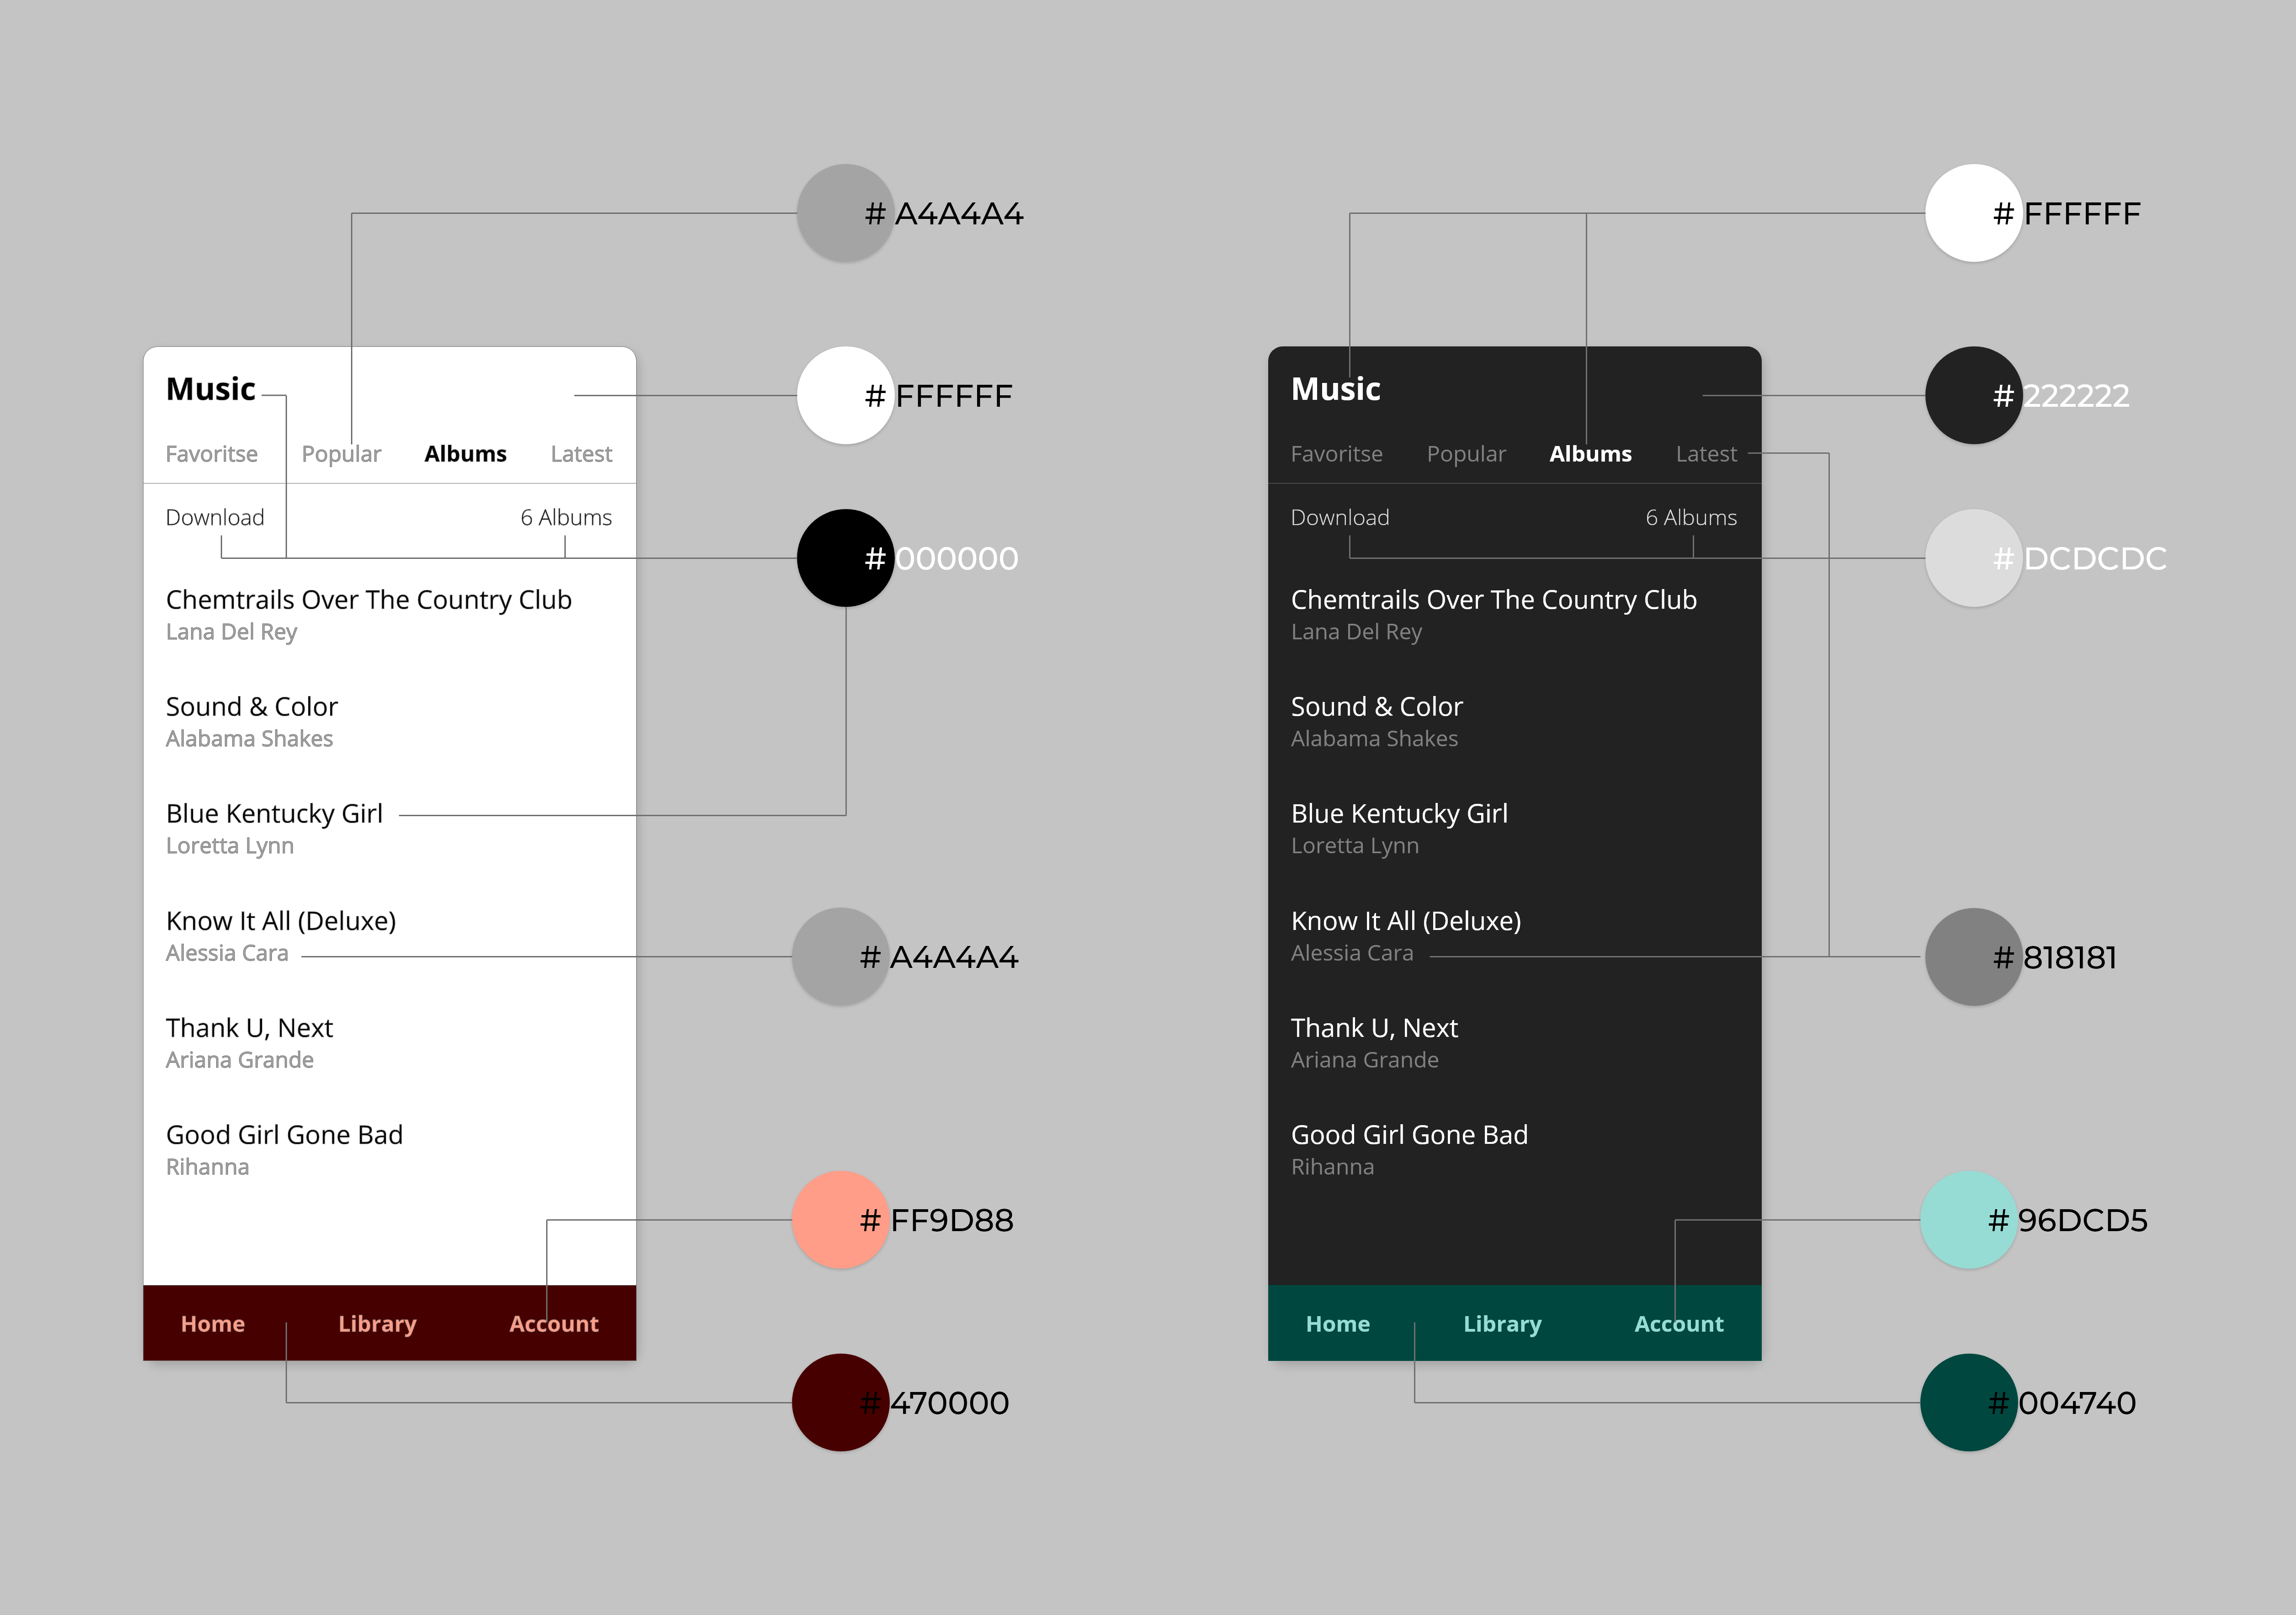 Music
Favoritse Popular Albums Latest
Download 6 Albums
Chemtrails Over The Country Club
Lana Del Rey
Sound & Color
Alabama Shakes
Blue Kentucky Girl
Loretta Lynn
Know It All (Deluxe)
Alessia Cara
Thank U, Next
Ariana Grande
Good Girl Gone Bad
Rihanna
Home Library Account
# A4A4A4
# FFFFFF
# 000000
# A4A4A4
# FF9D88
# 470000
Music
Favoritse Popular Albums Latest
Download 6 Albums
Chemtrails Over The Country Club
Lana Del Rey
Sound & Color
Alabama Shakes
Blue Kentucky Girl
Loretta Lynn
Know It All (Deluxe)
Alessia Cara
Thank U, Next
Ariana Grande
Good Girl Gone Bad
Rihanna
Home Library Account
# FFFFFF
# 222222
# DCDCDC
# 818181
# 96DCD5
# 004740